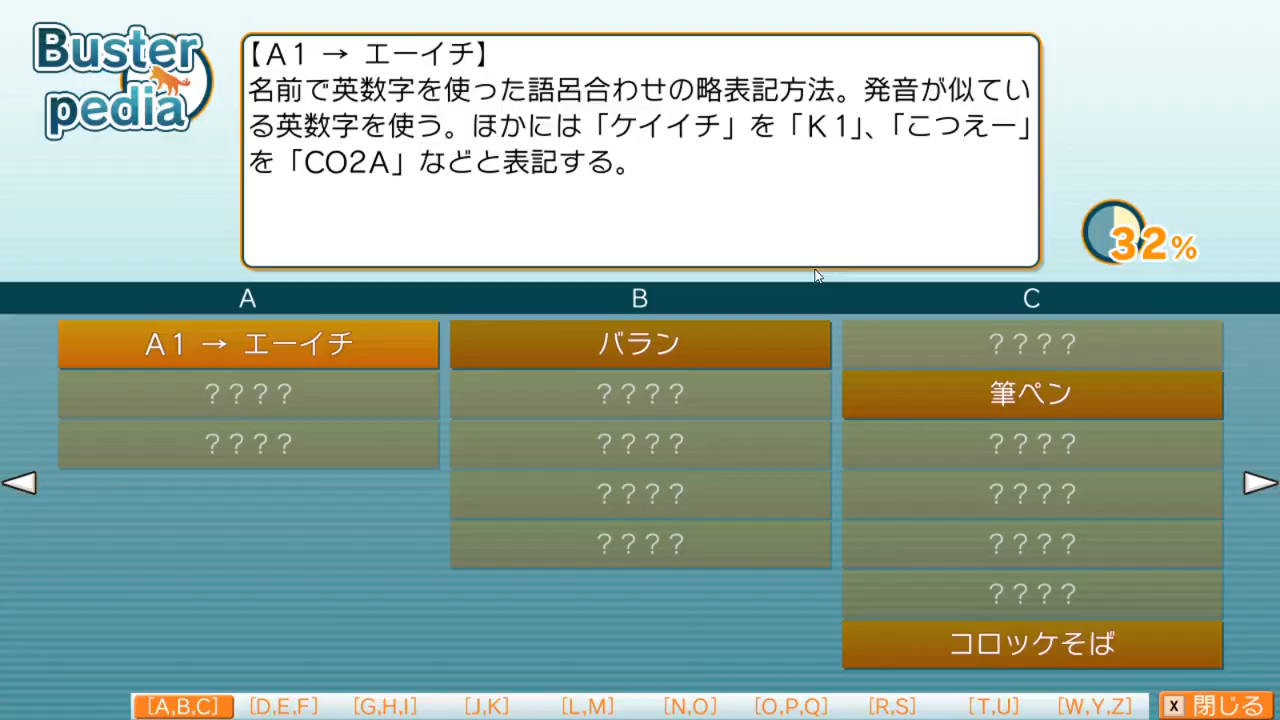 Buster
pedia
【A1 → エーイチ】
名前で英数字を使った語呂合わせの略表記方法。発音が似てい
る英数字を使う。ほかには「ケイイチ」を「K1」、「こつえー」
を「CO2A」などと表記する。
32%
A B C
A1 → エーイチ バラン ????
???? ???? 筆ペン
???? ???? ????
???? ????
???? ????
????
コロッケそば
[A,B,C] [D,E,F] [G,H,I] [J,K] [L,M] [N,O] [O,P,Q] [R,S] [T,U] [W,Y,Z] X 閉じる